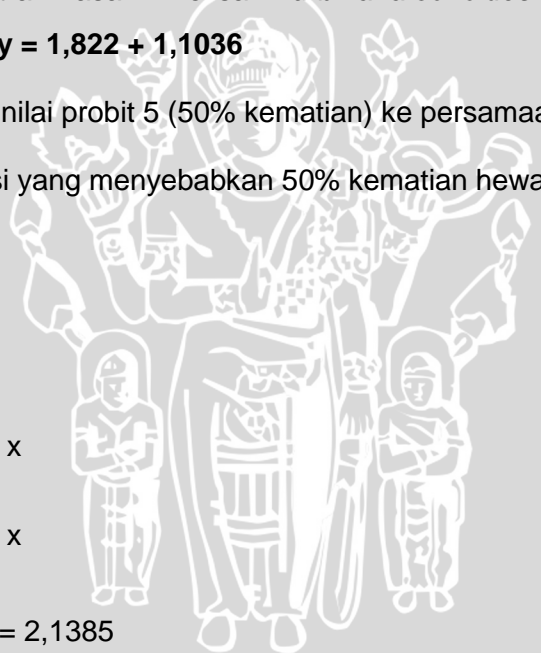 y = 1,822 + 1,1036
nilai probit 5 (50% kematian) ke persamaa
si yang menyebabkan 50% kematian hewa
x
x
= 2,1385